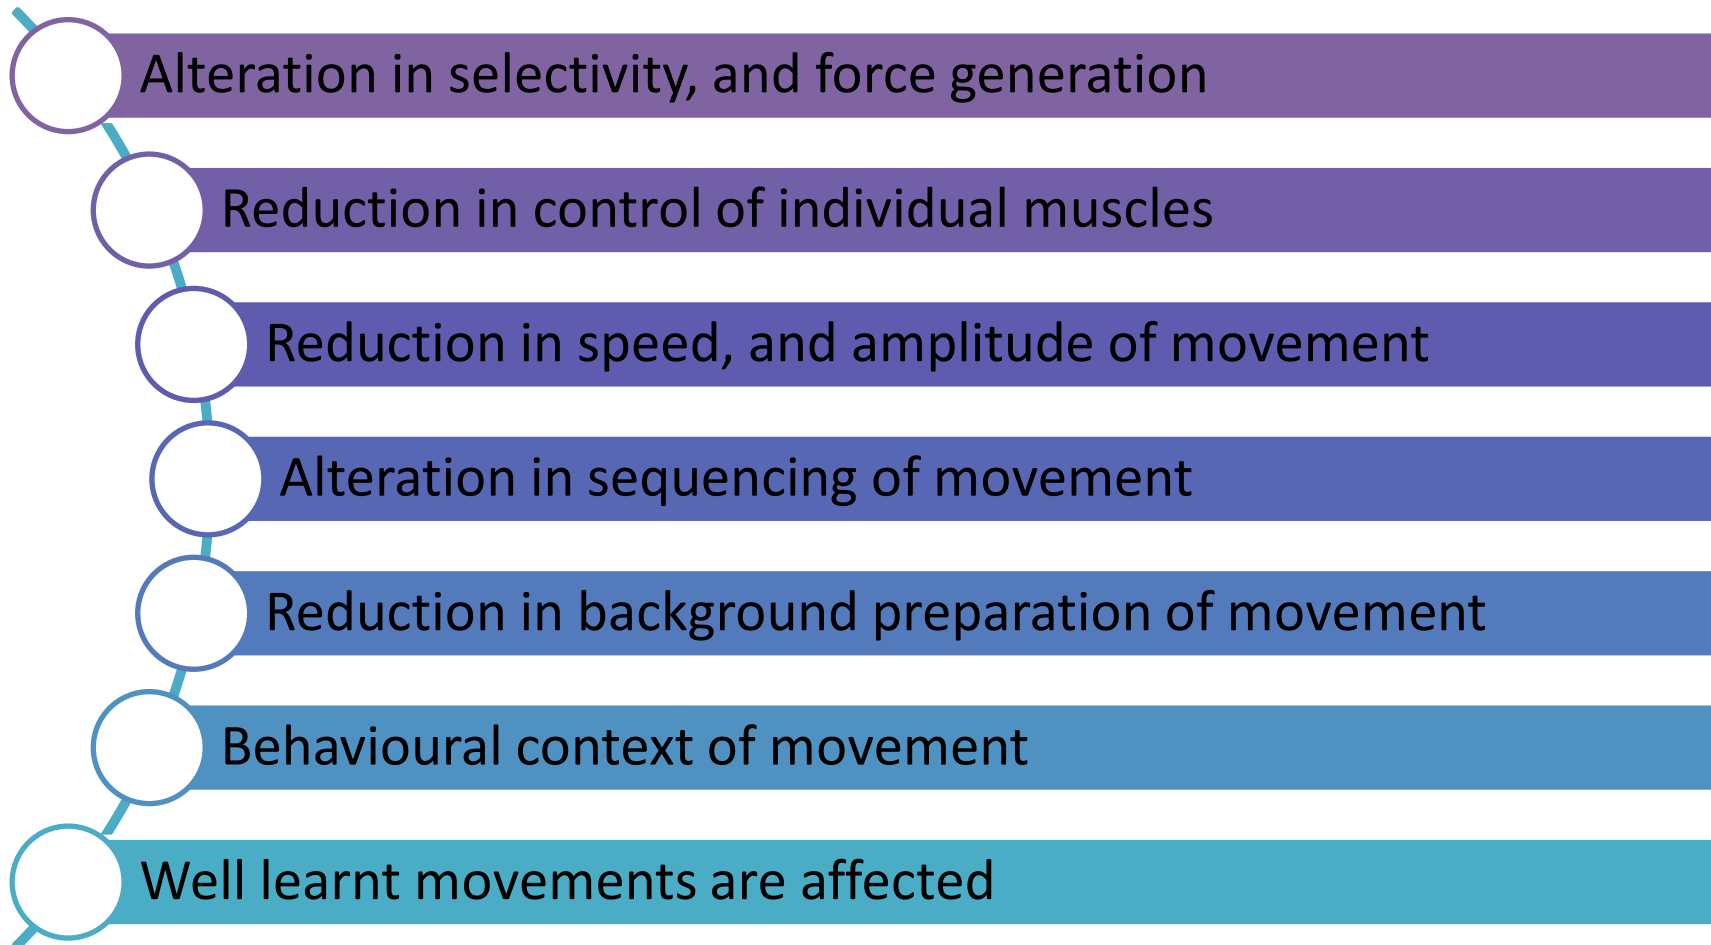 Alteration in selectivity, and force generation
Reduction in control of individual muscles
Reduction in speed, and amplitude of movement
Alteration in sequencing of movement
Reduction in background preparation of movement
Behavioural context of movement
Well learnt movements are affected